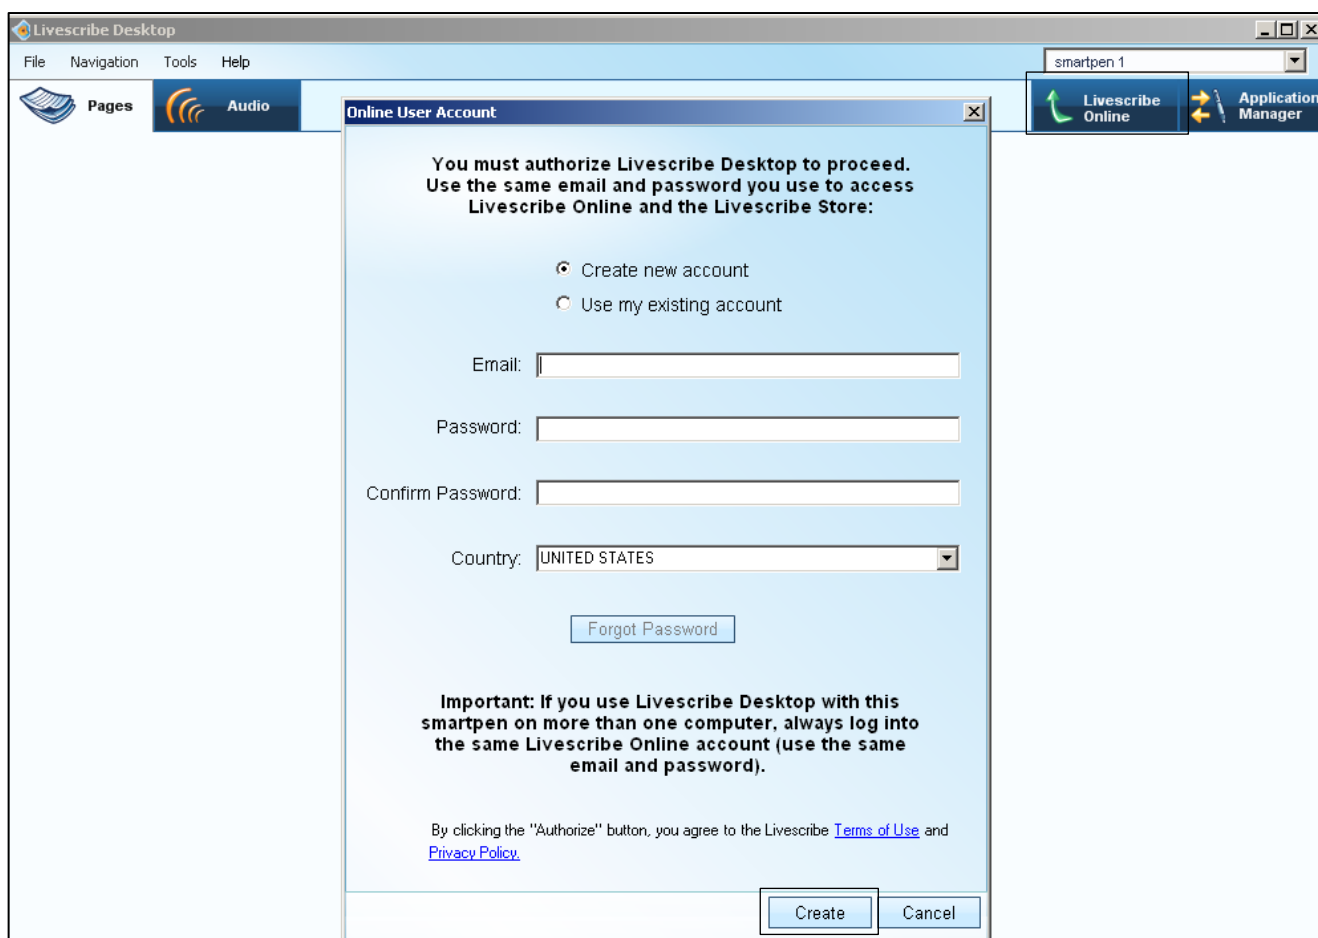 Livescribe Desktop
File Navigation Tools Help
smartpen 1
Pages
Audio
Livescribe
Online
Application
Manager
Online User Account
You must authorize Livescribe Desktop to proceed.
Use the same email and password you use to access
Livescribe Online and the Livescribe Store:
Create new account
Use my existing account
Email:
Password:
Confirm Password:
Country: UNITED STATES
Forgot Password
Important: If you use Livescribe Desktop with this
smartpen on more than one computer, always log into
the same Livescribe Online account (use the same
email and password).
By clicking the "Authorize" button, you agree to the Livescribe Terms of Use and
Privacy Policy.
Create Cancel